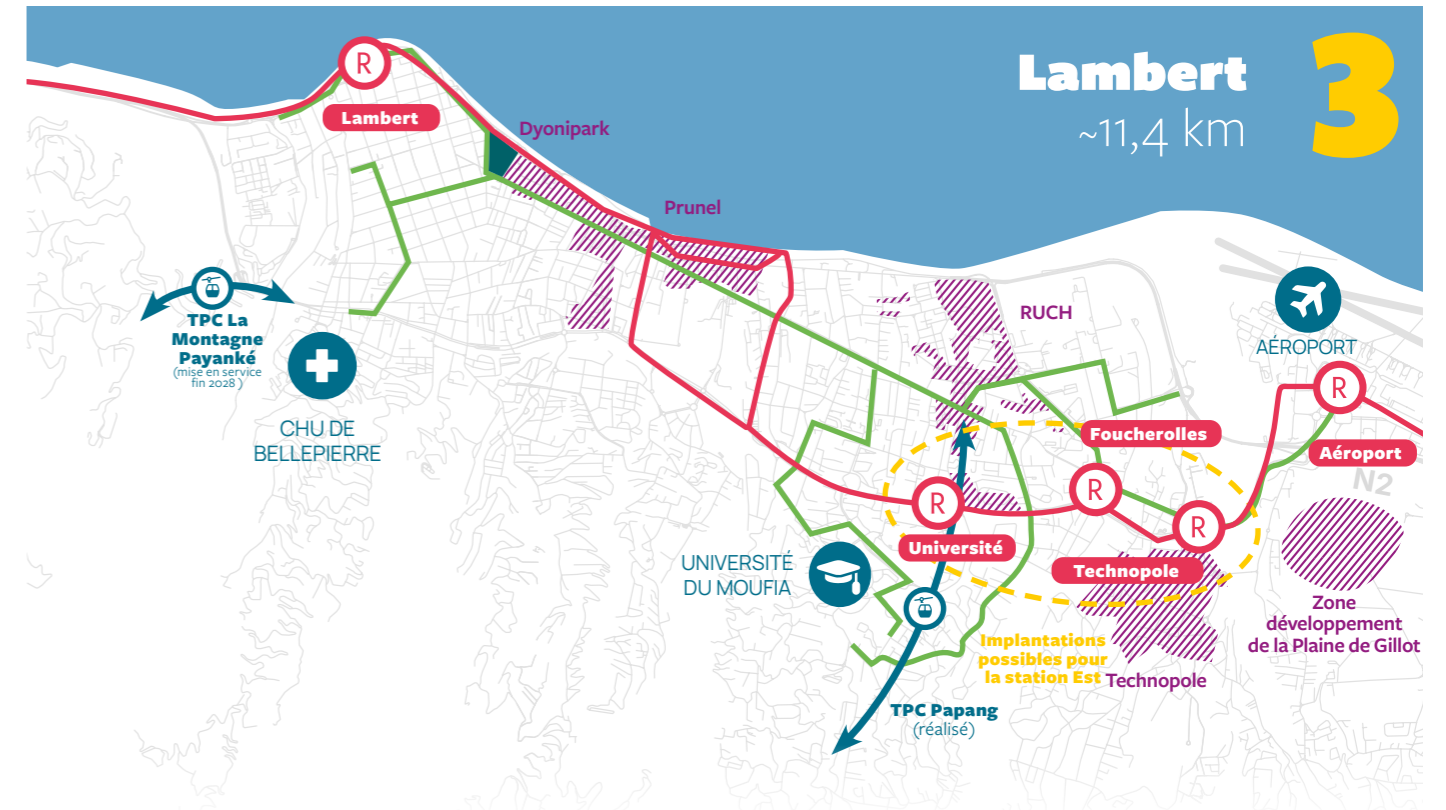 Lambert
~11,4 km
3
R
Lambert
Dyonipark
Prunel
TPC La
Montagne
Payanké
(mise en service
fin 2028 )
CHU DE
BELLEPIERRE
RUCH
AÉROPORT
R
Aéroport
N2
Foucherolles
R
R
Université
R
Technopole
UNIVERSITÉ
DU MOUFIA
Implantations
possibles pour
la station Est
Technopole
Zone
développement
de la Plaine de Gillot
TPC Papang
(réalisé)